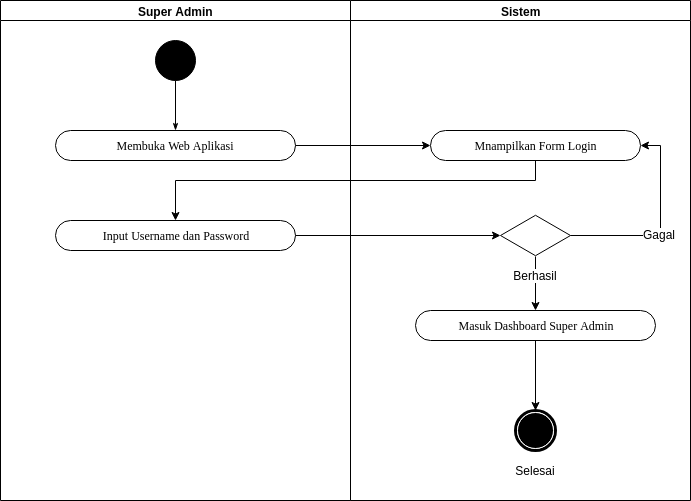 Super Admin
Sistem
Membuka Web Aplikasi
Mnampilkan Form Login
Input Username dan Password
Gagal
Berhasil
Masuk Dashboard Super Admin
Selesai